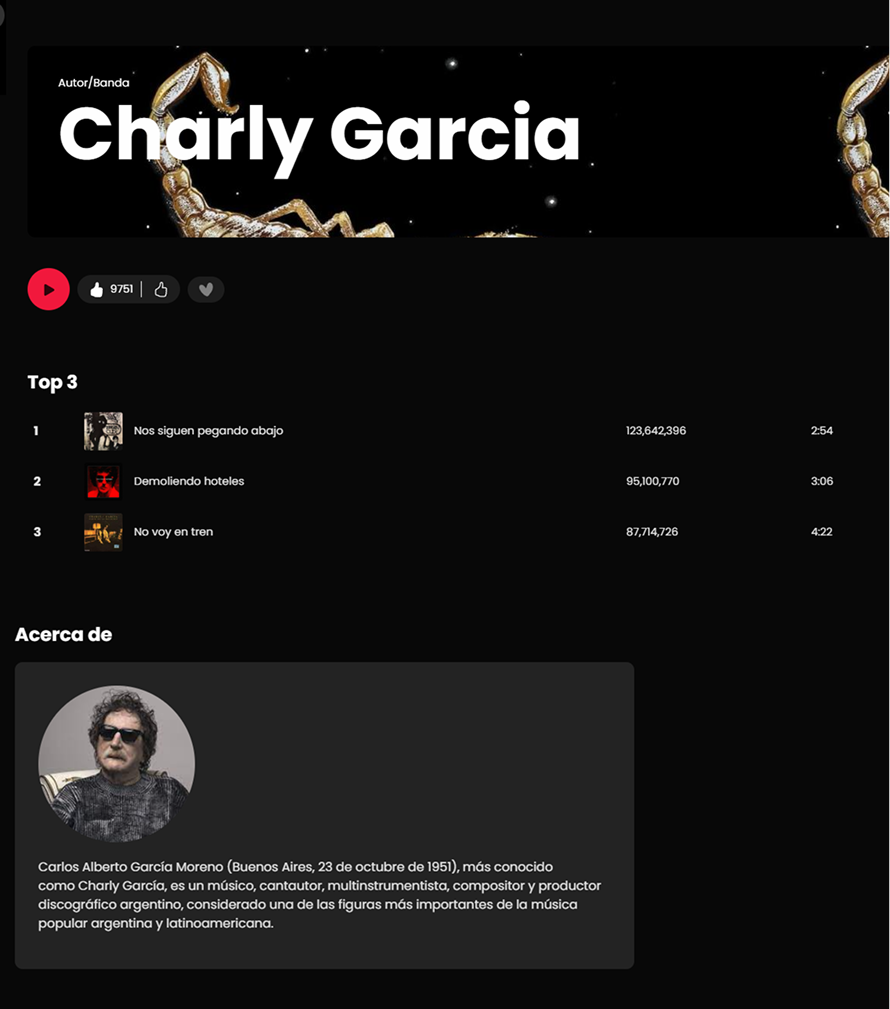 Autor/Banda
Charly Garcia
9751
Top 3
1 Nos siguen pegando abajo 123,642,396 2:54
2 Demoliendo hoteles 95,100,770 3:06
3 No voy en tren 87,714,726 4:22
Acerca de
Carlos Alberto García Moreno (Buenos Aires, 23 de octubre de 1951), más conocido
como Charly García, es un músico, cantautor, multinstrumentista, compositor y productor
discográfico argentino, considerado una de las figuras más importantes de la música
popular argentina y latinoamericana.